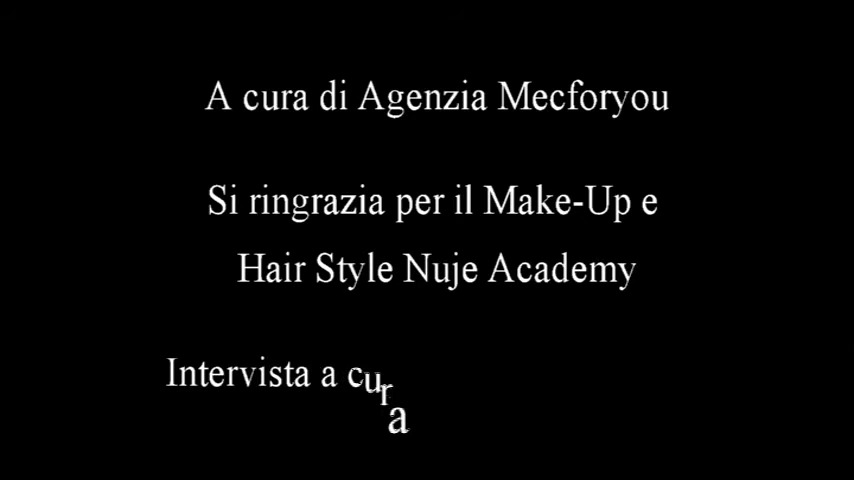 A cura di Agenzia Mecforyou
Si ringrazia per il Make-Up e
Hair Style Nuje Academy
Intervista a cura